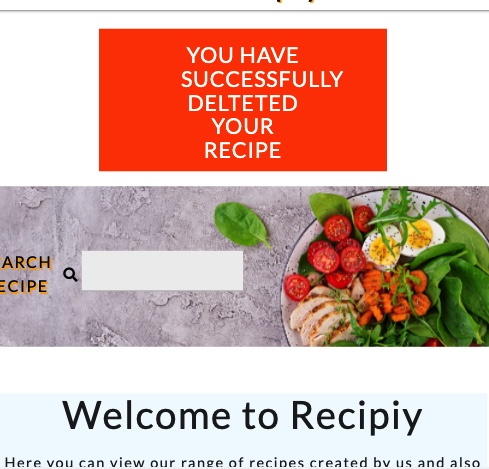 YOU HAVE
SUCCESSFULLY
DELTETED
YOUR
RECIPE
ARCH
ECIPE
Welcome to Recipiy
Here you can view our range of recipes created by us and also